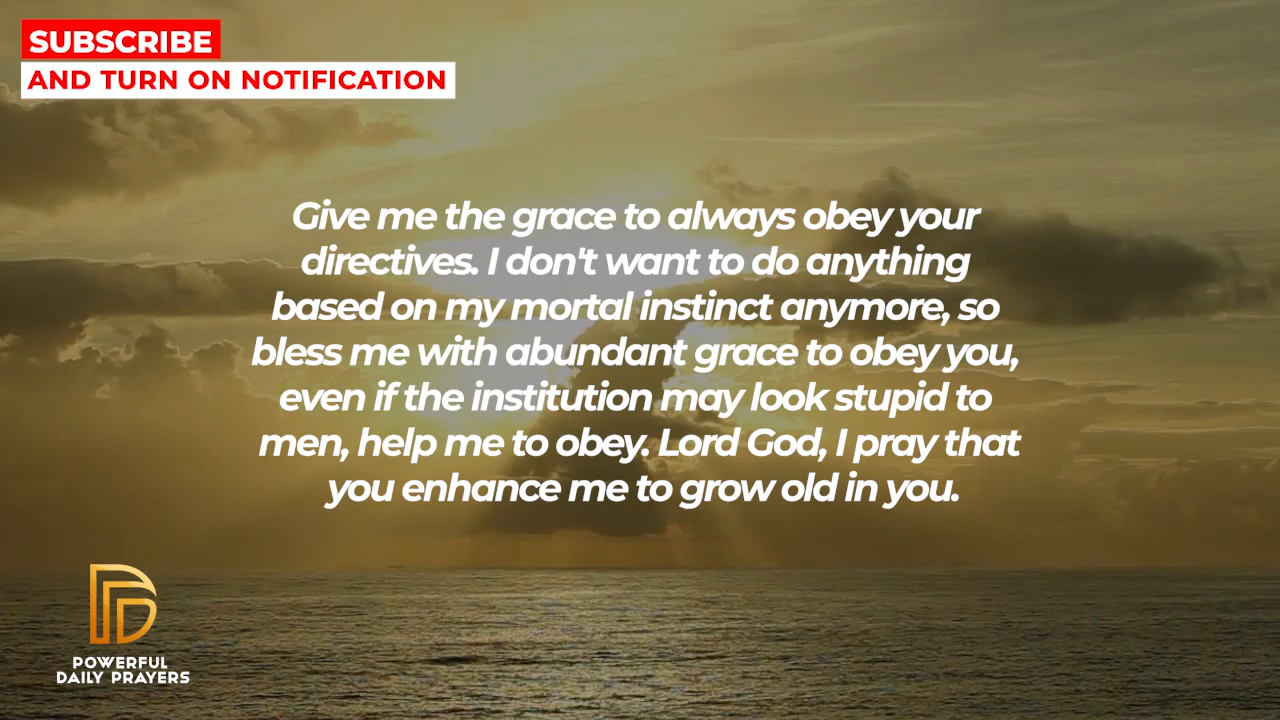 SUBSCRIBE
AND TURN ON NOTIFICATION
Give me the grace to always obey your
directives. I don't want to do anything
based on my mortal instinct anymore, so
bless me with abundant grace to obey you,
even if the institution may look stupid to
men, help me to obey. Lord God, I pray that
you enhance me to grow old in you.
POWERFUL
DAILY PRAYERS